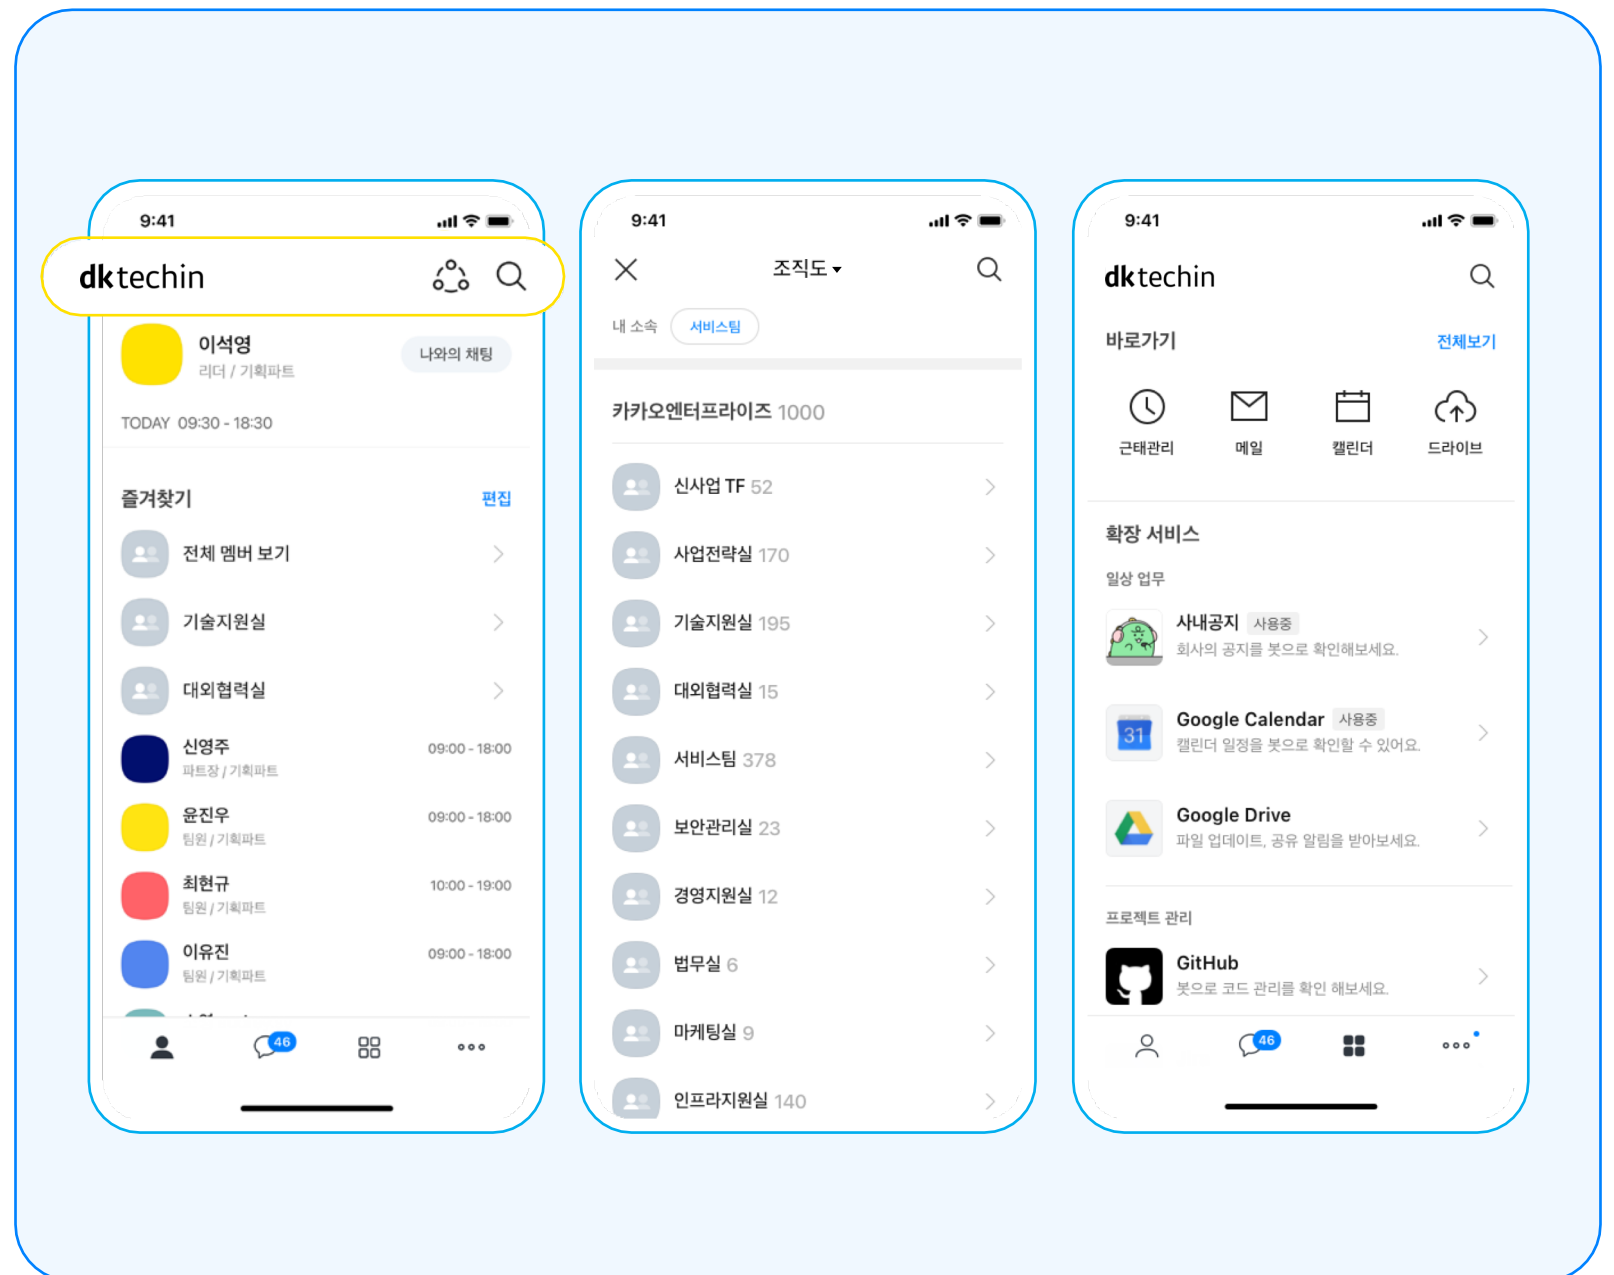 9:41
dktechin
이석영
리더 / 기획파트
나와의 채팅
TODAY 09:30 - 18:30
즐겨찾기
편집
전체 멤버 보기
기술지원실
대외협력실
신영주
파트장 / 기획파트
09:00 - 18:00
윤진우
팀원 / 기획파트
09:00 - 18:00
최현규
팀원 / 기획파트
10:00 - 19:00
이유진
팀원 / 기획파트
09:00 - 18:00
46
9:41
조직도
내 소속
서비스팀
카카오엔터프라이즈 1000
신사업 TF 52
사업전략실 170
기술지원실 195
대외협력실 15
서비스팀 378
보안관리실 23
경영지원실 12
법무실 6
마케팅실 9
인프라지원실 140
9:41
dktechin
바로가기
전체보기
근태관리
메일
캘린더
드라이브
확장 서비스
일상 업무
사내공지 사용중
회사의 공지를 봇으로 확인해보세요.
31
Google Calendar 사용중
캘린더 일정을 봇으로 확인할 수 있어요.
Google Drive
파일 업데이트, 공유 알림을 받아보세요.
프로젝트 관리
GitHub
봇으로 코드 관리를 확인 해보세요.
46